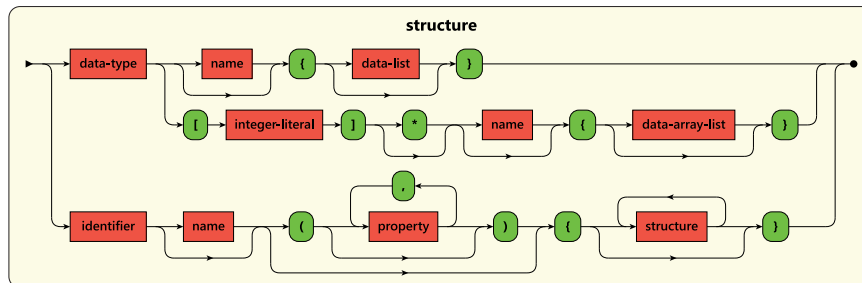 structure
data-type name { data-list }
[ integer-literal ] * name { data-array-list }
,
identifier name ( property ) { structure }